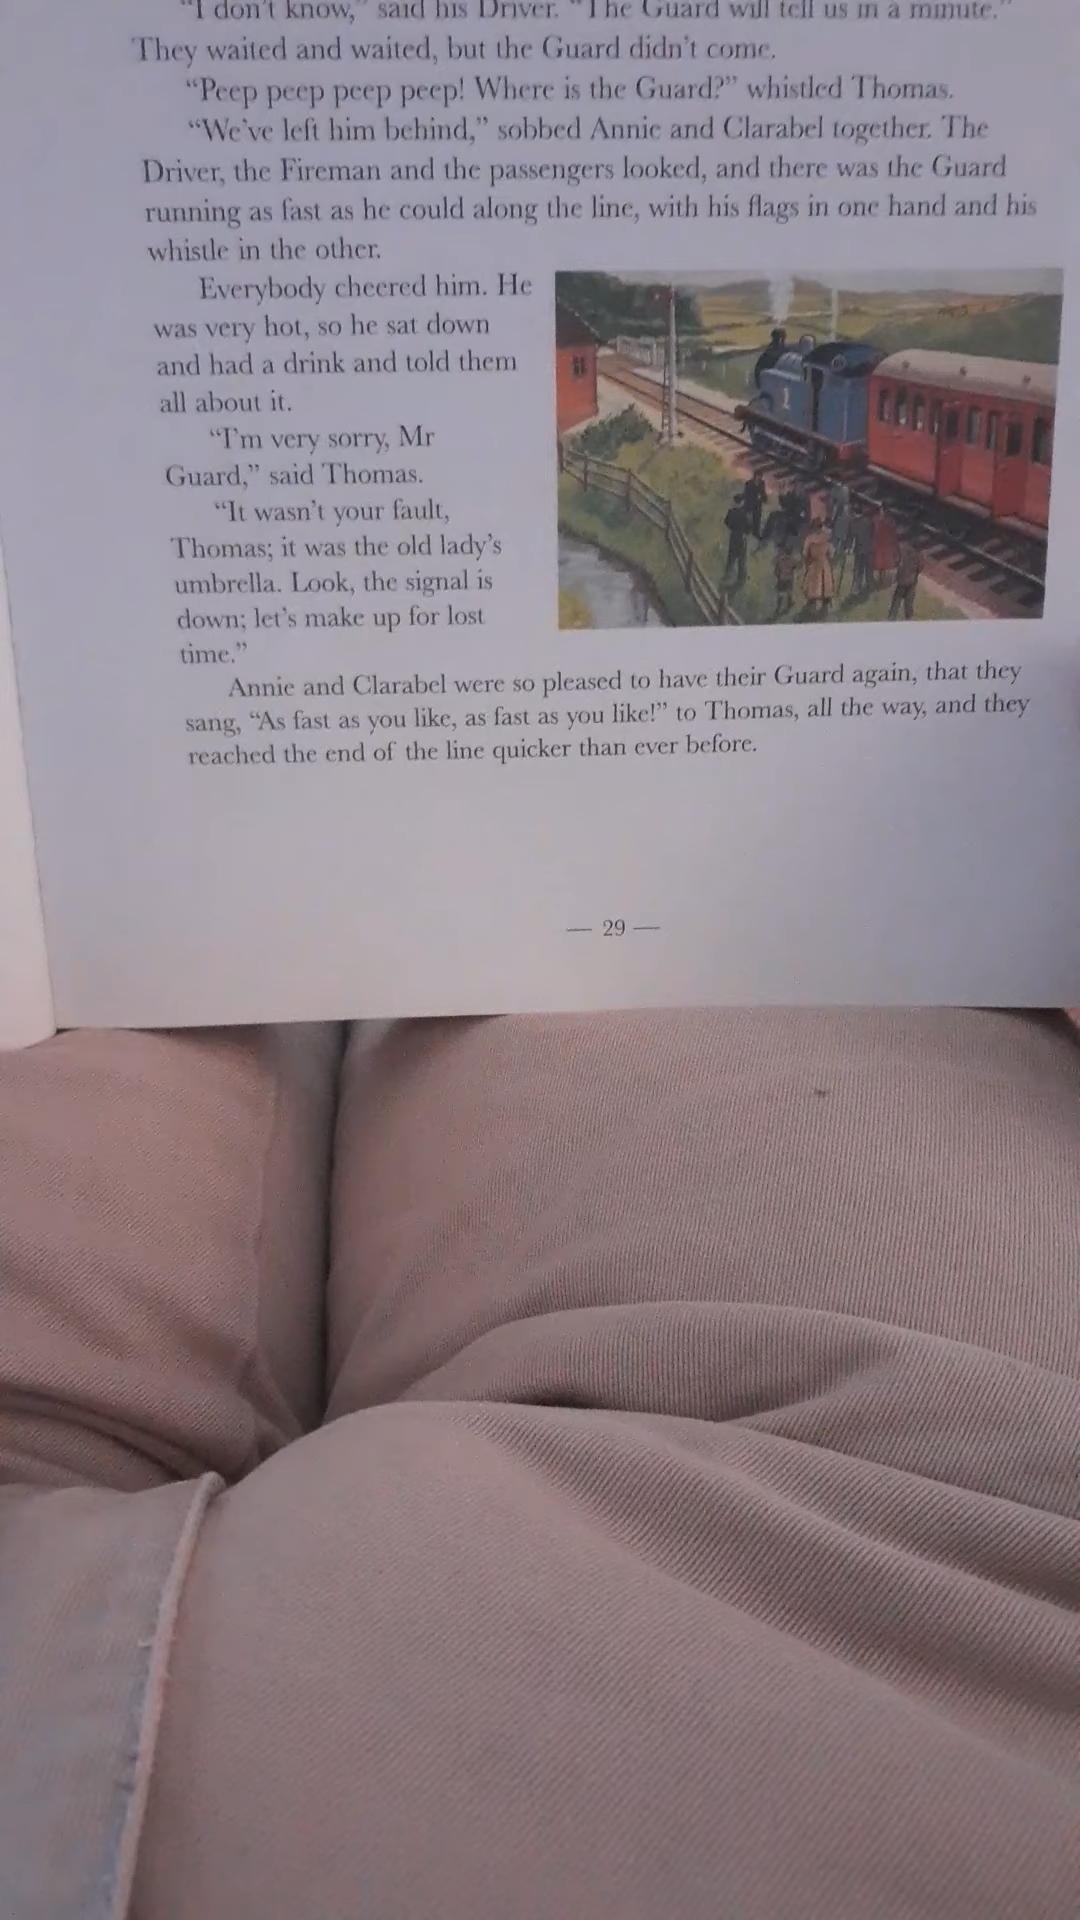 "I don't know," said his Driver. "The Guard will tell us in a minute."
They waited and waited, but the Guard didn't come.
"Peep peep peep peep! Where is the Guard?" whistled Thomas.
"We've left him behind," sobbed Annie and Clarabel together. The
Driver, the Fireman and the passengers looked, and there was the Guard
running as fast as he could along the line, with his flags in one hand and his
whistle in the other.
Everybody cheered him. He
was very hot, so he sat down
and had a drink and told them
all about it.
"I'm very sorry, Mr
Guard," said Thomas.
"It wasn't your fault,
Thomas; it was the old lady's
umbrella. Look, the signal is
down; let's make up for lost
time."
1
Annie and Clarabel were so pleased to have their Guard again, that they
sang, "As fast as you like, as fast as you like!" to Thomas, all the way, and they
reached the end of the line quicker than ever before.
— 29 —